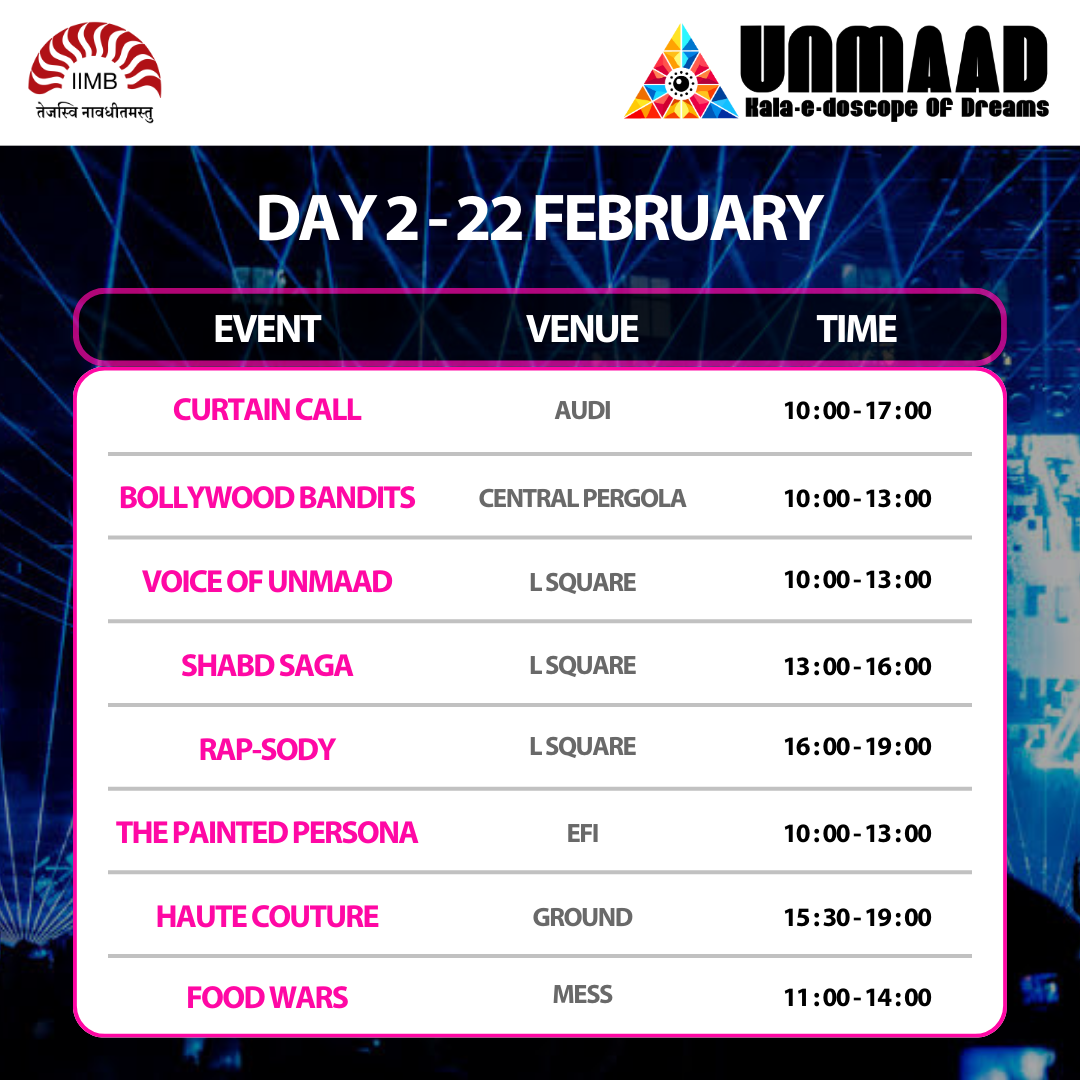 IIMB
तेजस्वि नावधीतमस्तु
UNMAAD
Kala-e-doscope Of Dreams
DAY 2 - 22 FEBRUARY
EVENT VENUE TIME
CURTAIN CALL AUDI 10:00 - 17:00
BOLLYWOOD BANDITS CENTRAL PERGOLA 10:00 - 13:00
VOICE OF UNMAAD L SQUARE 10:00 - 13:00
SHABD SAGA L SQUARE 13:00 - 16:00
RAP-SODY L SQUARE 16:00 - 19:00
THE PAINTED PERSONA EFI 10:00 - 13:00
HAUTE COUTURE GROUND 15:30 - 19:00
FOOD WARS MESS 11:00 - 14:00